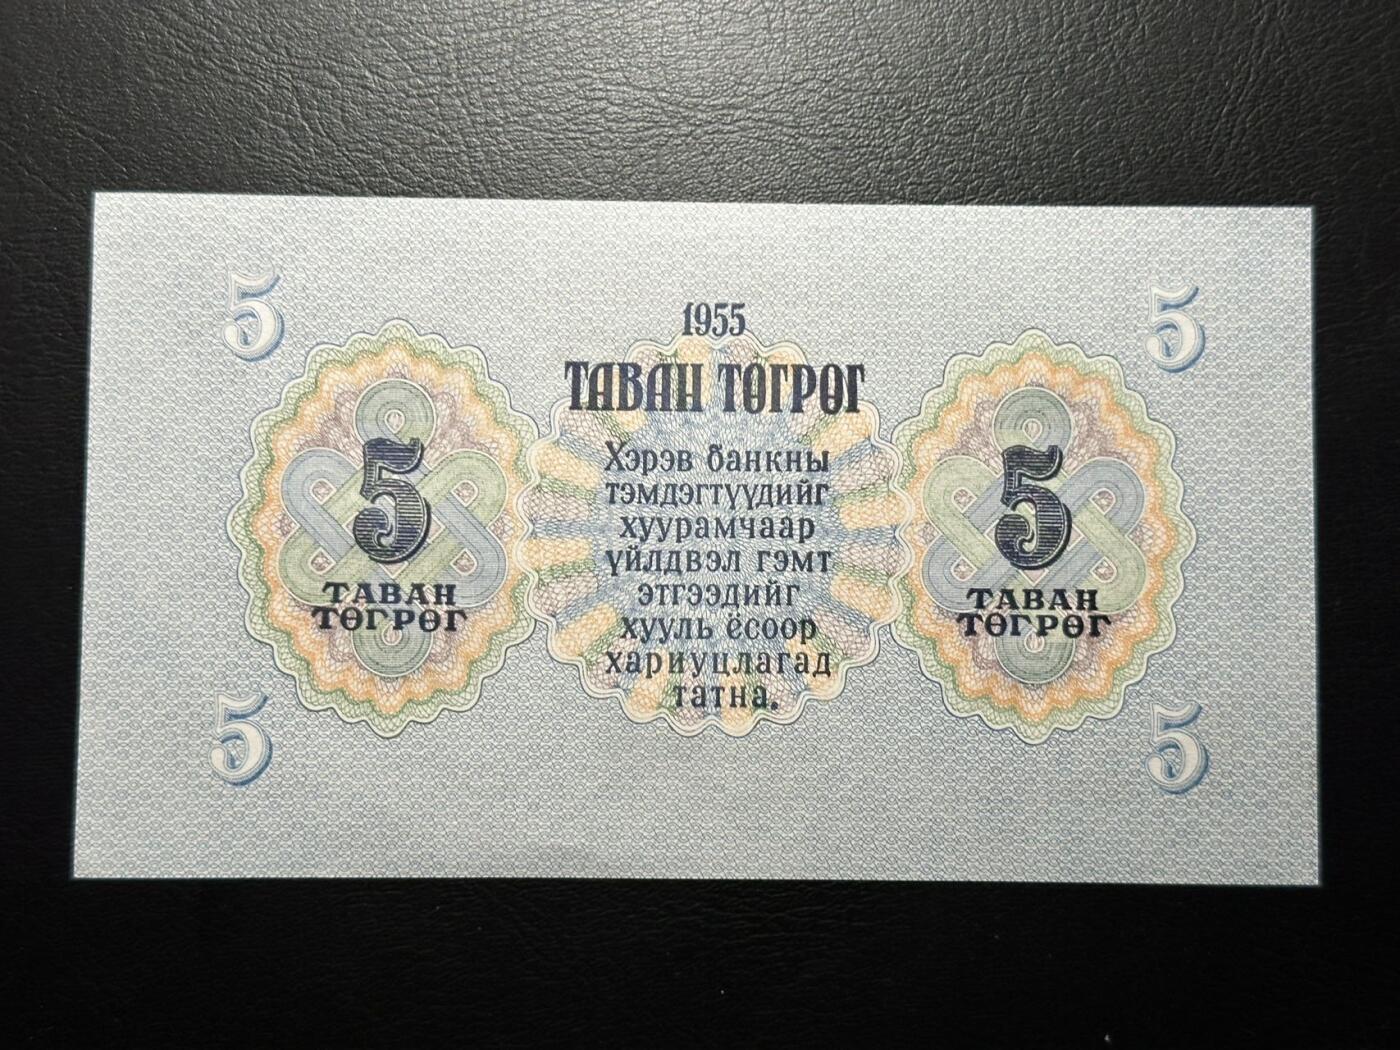 5
5
1955
ТАВАН ТӨГРӨГ
5
ТАВАН
ТӨГРӨГ
Хэрэв банкны
тэмдэгтүүдийг
хуурамчаар
үйлдвэл гэмт
этгээдийг
хууль ёсоор
хариуцлагад
татна.
5
ТАВАН
ТӨГРӨГ
5
5